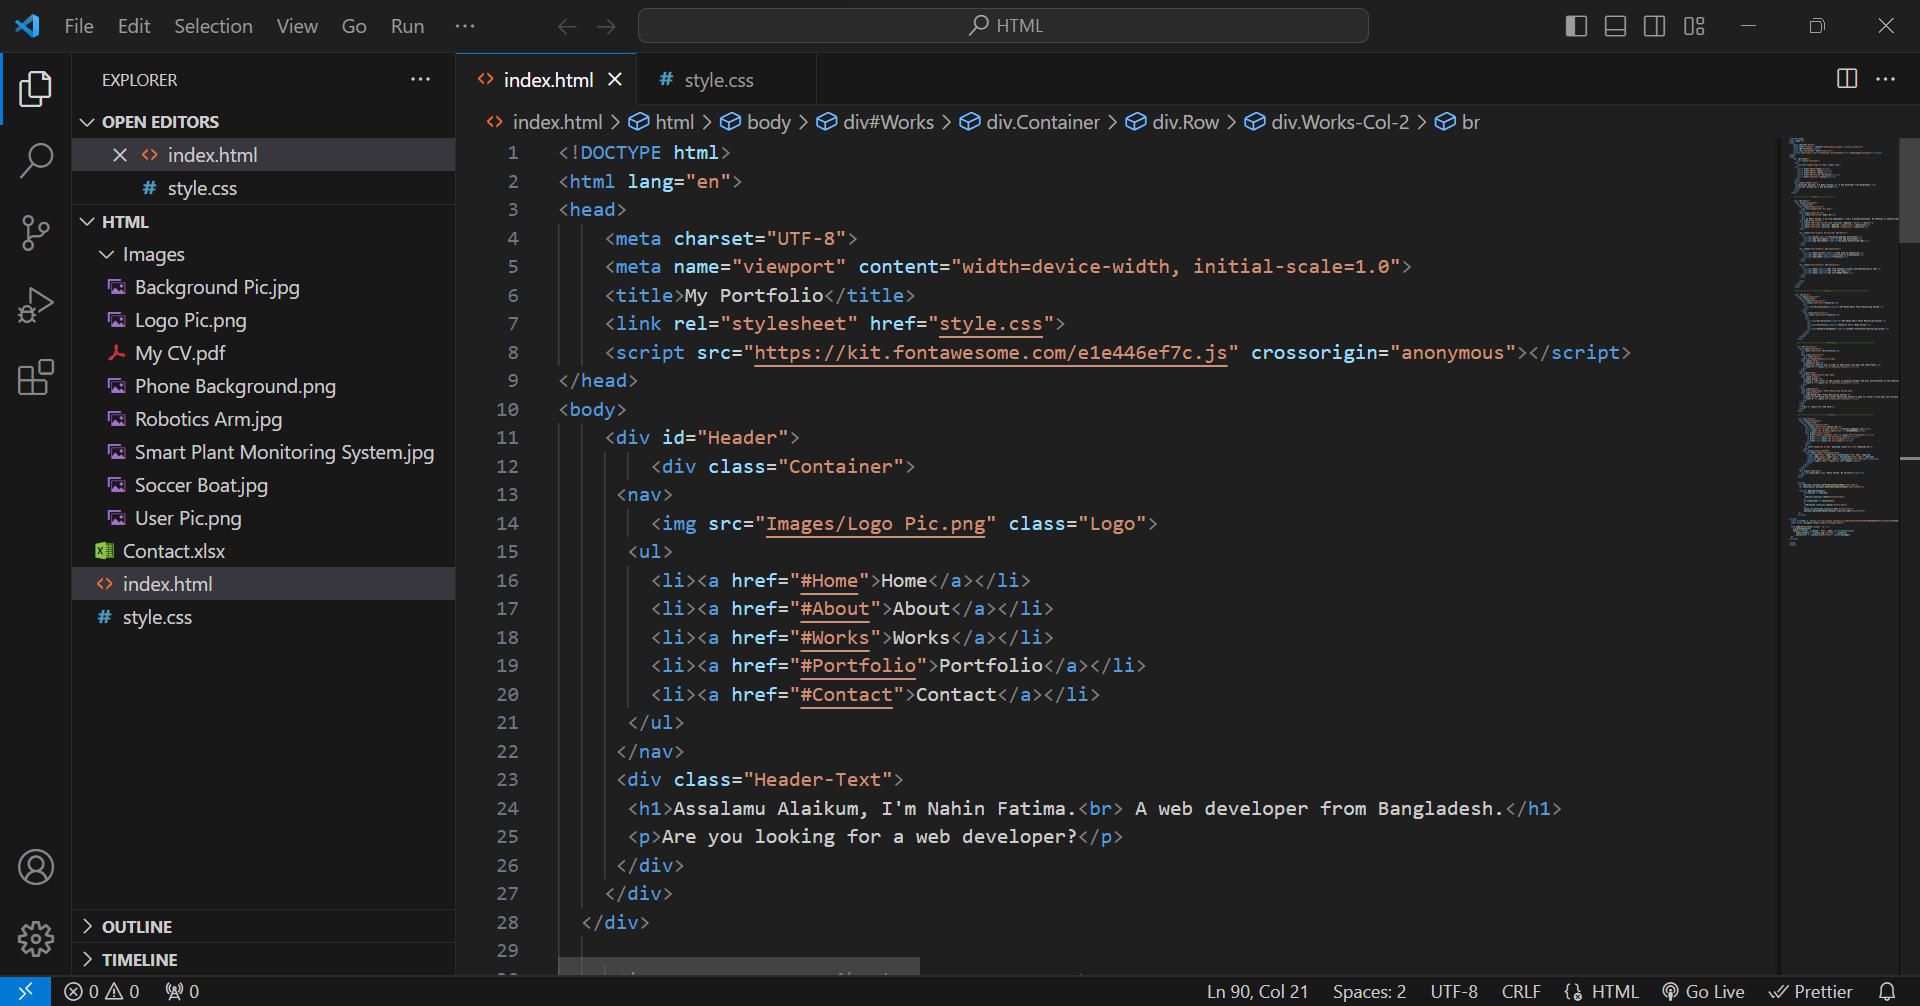 File Edit Selection View Go Run ··· HTML
EXPLORER ···
OPEN EDITORS
index.html
# style.css
HTML
Images
Background Pic.jpg
Logo Pic.png
My CV.pdf
Phone Background.png
Robotics Arm.jpg
Smart Plant Monitoring System.jpg
Soccer Boat.jpg
User Pic.png
Contact.xlsx
index.html
# style.css
OUTLINE
TIMELINE
index.html # style.css
index.html > html > body > div#Works > div.Container > div.Row > div.Works-Col-2 > br
1 <!DOCTYPE html>
2 <html lang="en">
3 <head>
4 <meta charset="UTF-8">
5 <meta name="viewport" content="width=device-width, initial-scale=1.0">
6 <title>My Portfolio</title>
7 <link rel="stylesheet" href="style.css">
8 <script src="https://kit.fontawesome.com/e1e446ef7c.js" crossorigin="anonymous"></script>
9 </head>
10 <body>
11 <div id="Header">
12 <div class="Container">
13 <nav>
14 <img src="Images/Logo Pic.png" class="Logo">
15 <ul>
16 <li><a href="#Home">Home</a></li>
17 <li><a href="#About">About</a></li>
18 <li><a href="#Works">Works</a></li>
19 <li><a href="#Portfolio">Portfolio</a></li>
20 <li><a href="#Contact">Contact</a></li>
21 </ul>
22 </nav>
23 <div class="Header-Text">
24 <h1>Assalamu Alaikum, I'm Nahin Fatima.<br> A web developer from Bangladesh.</h1>
25 <p>Are you looking for a web developer?</p>
26 </div>
27 </div>
28 </div>
29
0 0 0 Ln 90, Col 21 Spaces: 2 UTF-8 CRLF HTML Go Live Prettier